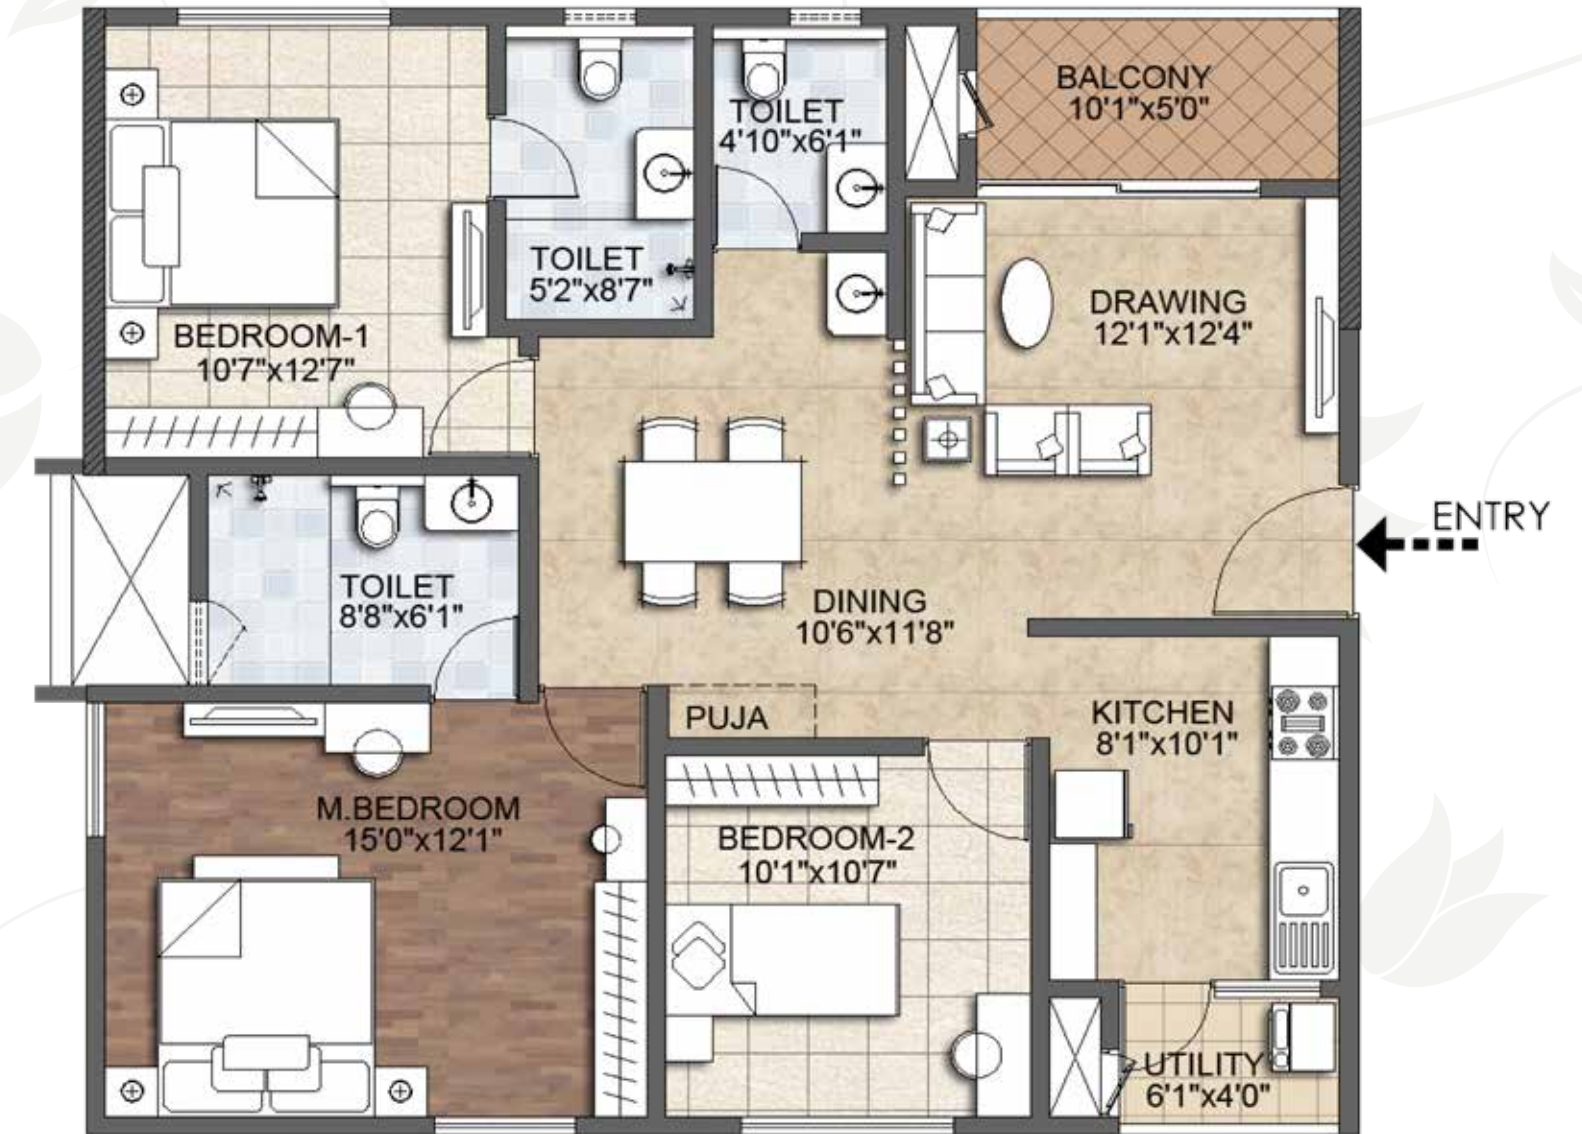 BALCONY
10'1"x5'0"
TOILET
4'10"x6'1"
TOILET
5'2"x8'7"
DRAWING
12'1"x12'4"
BEDROOM-1
10'7"x12'7"
ENTRY
TOILET
8'8"x6'1"
DINING
10'6"x11'8"
PUJA
KITCHEN
8'1"x10'1"
M.BEDROOM
15'0"x12'1"
BEDROOM-2
10'1"x10'7"
UTILITY
6'1"x4'0"